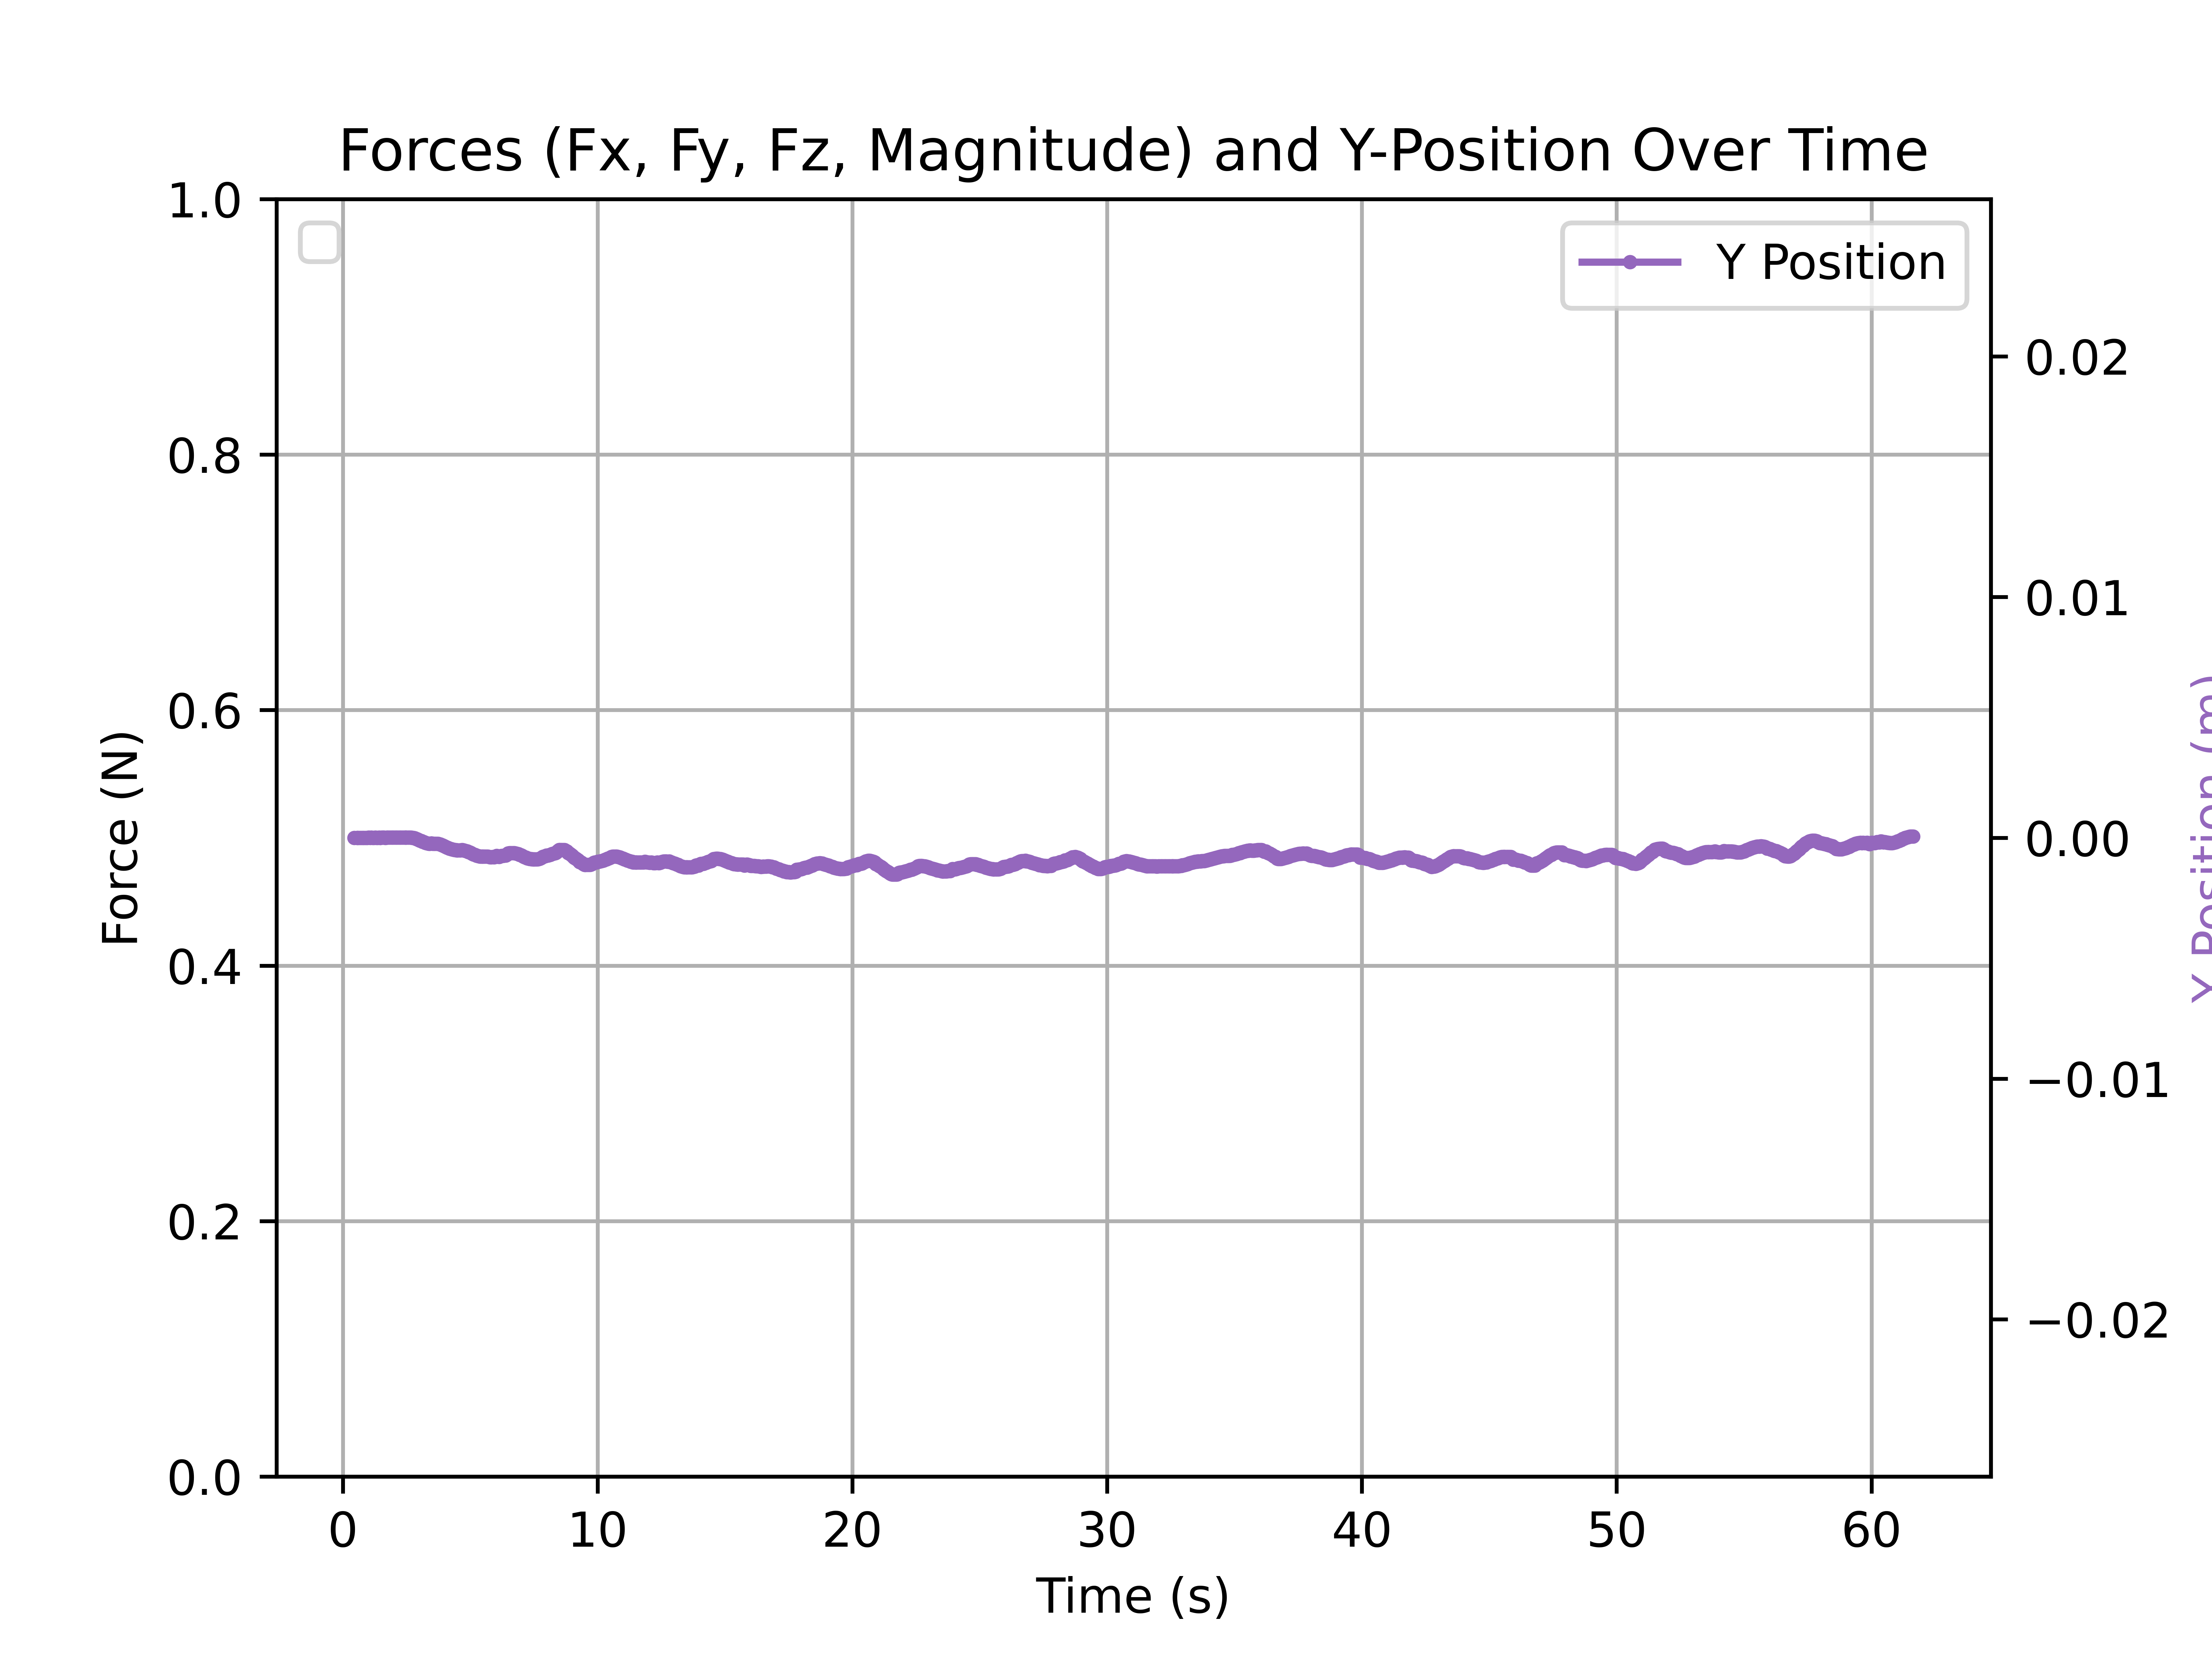 Forces (Fx, Fy, Fz, Magnitude) and Y-Position Over Time
1.0
0.8
0.6
0.4
0.2
0.0
Force (N)
Y Position
0.02
0.01
0.00
−0.01
−0.02
Y Position (m)
0 10 20 30 40 50 60
Time (s)